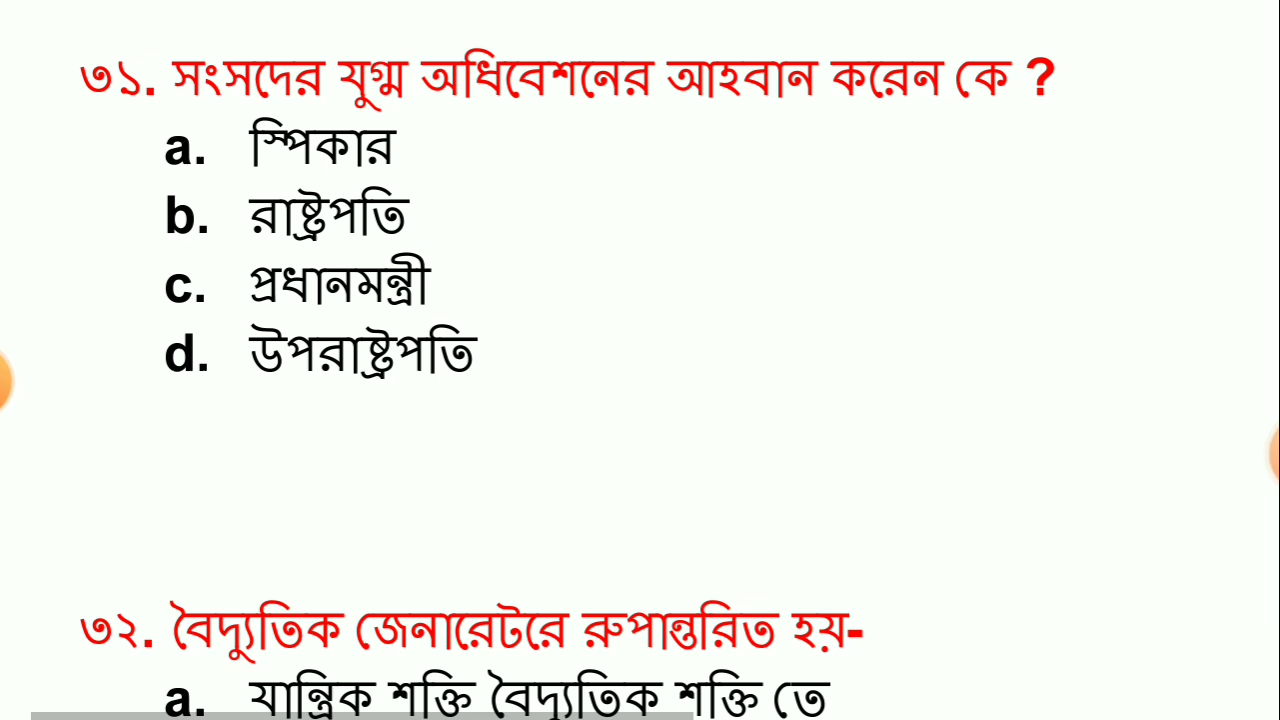 ৩১. সংসদের যুগ্ম অধিবেশনের আহবান করেন কে ?
a. স্পিকার
b. রাষ্ট্রপতি
c. প্রধানমন্ত্রী
d. উপরাষ্ট্রপতি
৩২. বৈদ্যুতিক জেনারেটরে রুপান্তরিত হয়-
a. যান্ত্রিক শক্তি বৈদ্যুতিক শক্তি তে